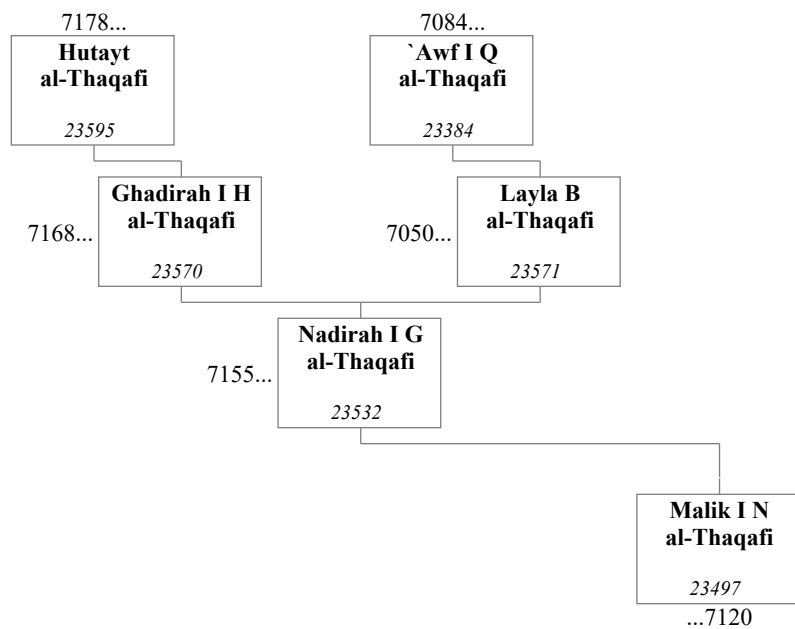 7178...
7084...
Hutayt
al-Thaqafi
23595
`Awf I Q
al-Thaqafi
23384
7168...
Ghadirah I H
al-Thaqafi
23570
7050...
Layla B
al-Thaqafi
23571
7155...
Nadirah I G
al-Thaqafi
23532
Malik I N
al-Thaqafi
23497
...7120